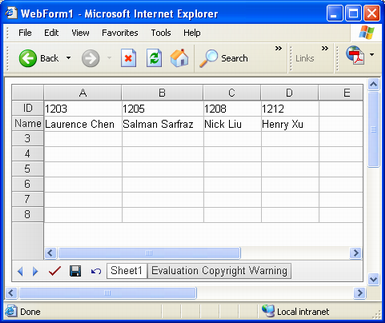 WebForm1 - Microsoft Internet Explorer
File Edit View Favorites Tools Help
Back Search » Links »
A B C D E
ID 1203 1205 1208 1212
Name Laurence Chen Salman Sarfraz Nick Liu Henry Xu
3
4
5
6
7
8
Sheet1 Evaluation Copyright Warning
Done Local intranet